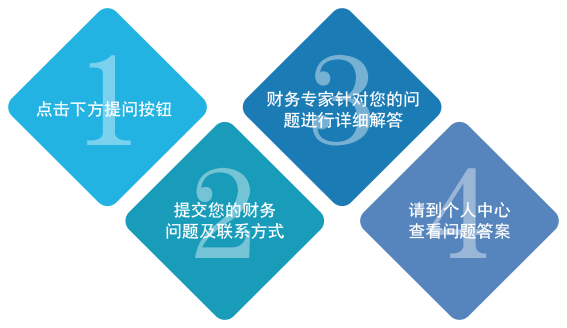 1
点击下方提问按钮
2
提交您的财务
问题及联系方式
3
财务专家针对您的问
题进行详细解答
4
请到个人中心
查看问题答案